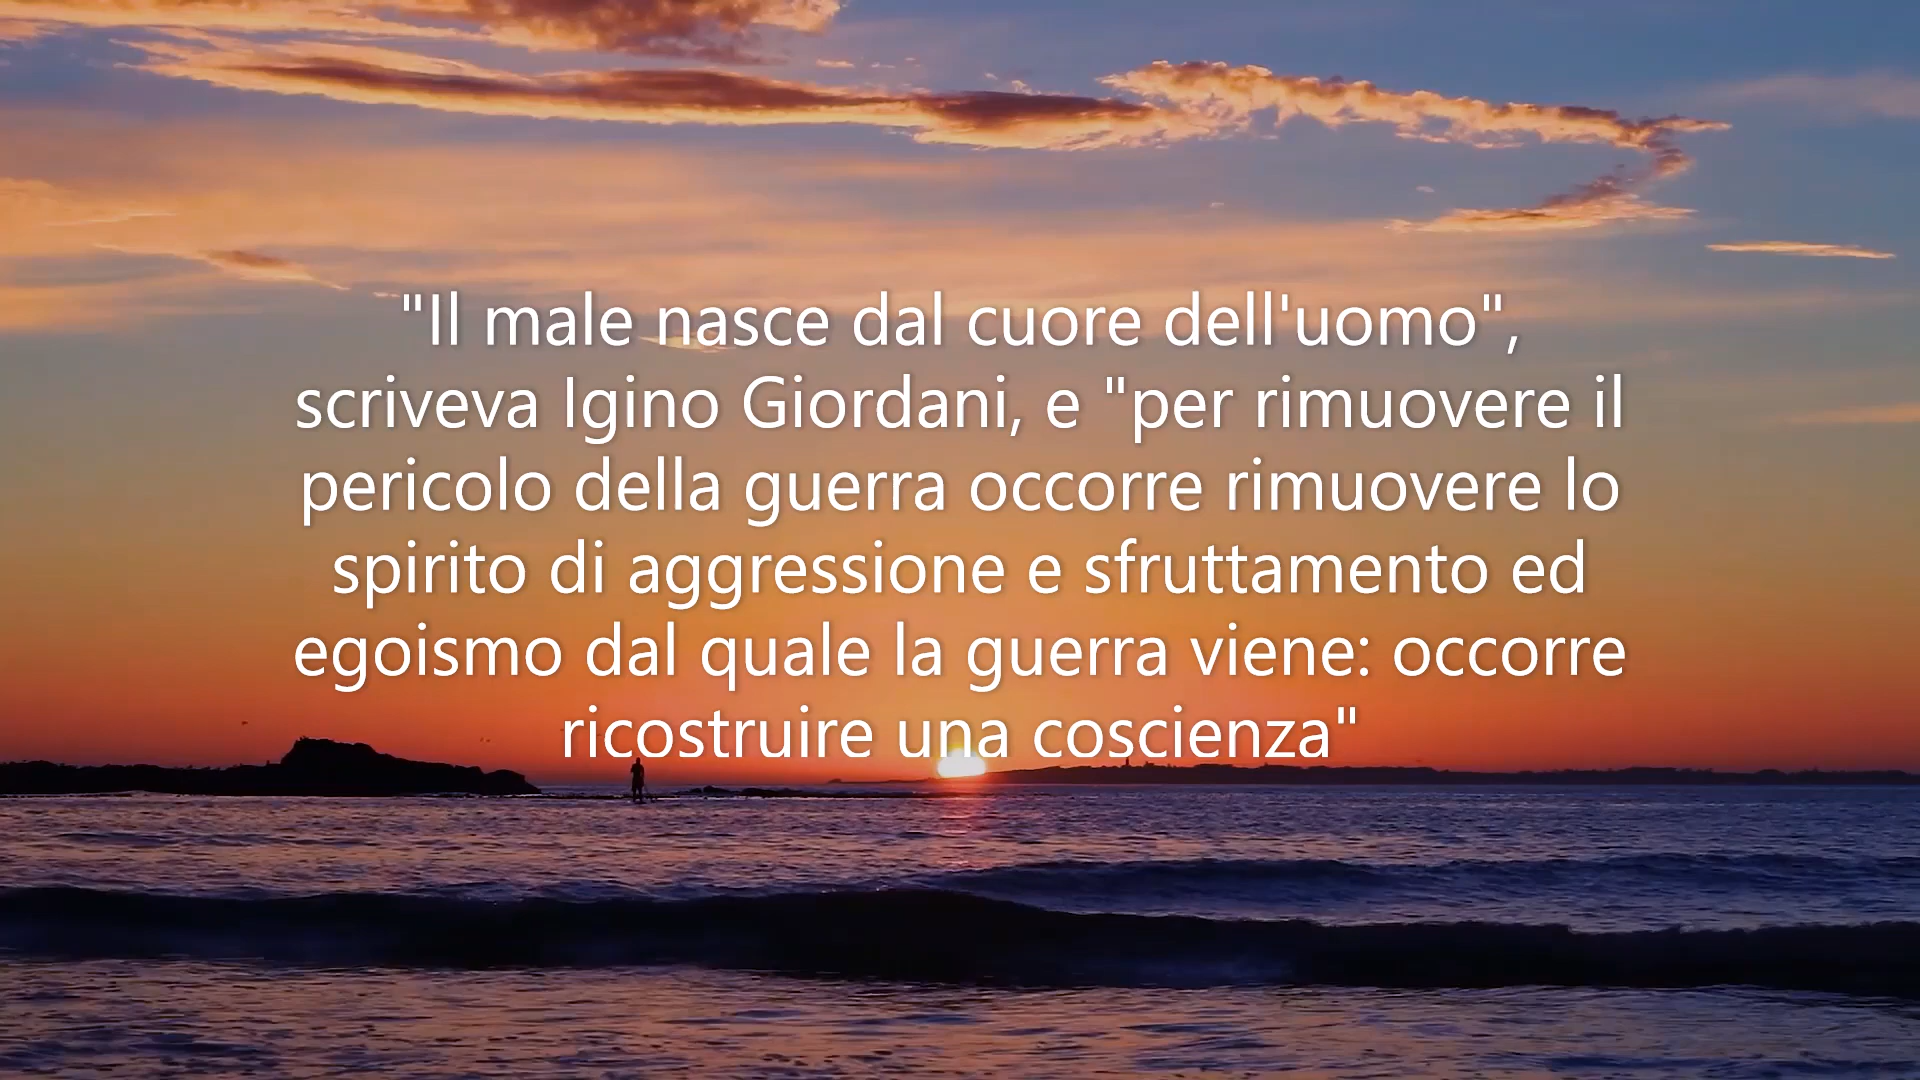 "Il male nasce dal cuore dell'uomo",
scriveva Igino Giordani, e "per rimuovere il
pericolo della guerra occorre rimuovere lo
spirito di aggressione e sfruttamento ed
egoismo dal quale la guerra viene: occorre
ricostruire una coscienza"